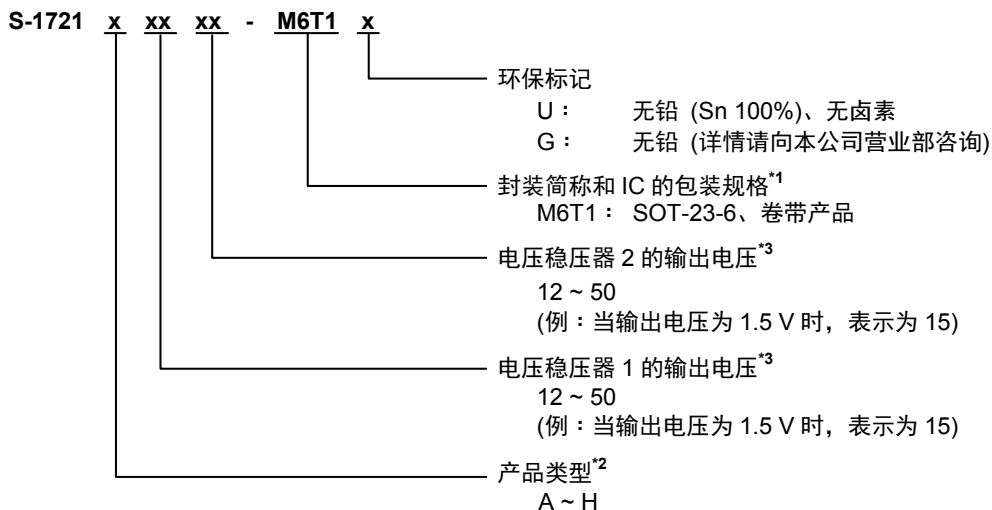 S-1721 x xx xx - M6T1 x
环保标记
U： 无铅 (Sn 100%)、无卤素
G： 无铅 (详情请向本公司营业部咨询)
封装简称和 IC 的包装规格*1
M6T1： SOT-23-6、卷带产品
电压稳压器 2 的输出电压*3
12 ~ 50
(例：当输出电压为 1.5 V 时，表示为 15)
电压稳压器 1 的输出电压*3
12 ~ 50
(例：当输出电压为 1.5 V 时，表示为 15)
产品类型*2
A ~ H